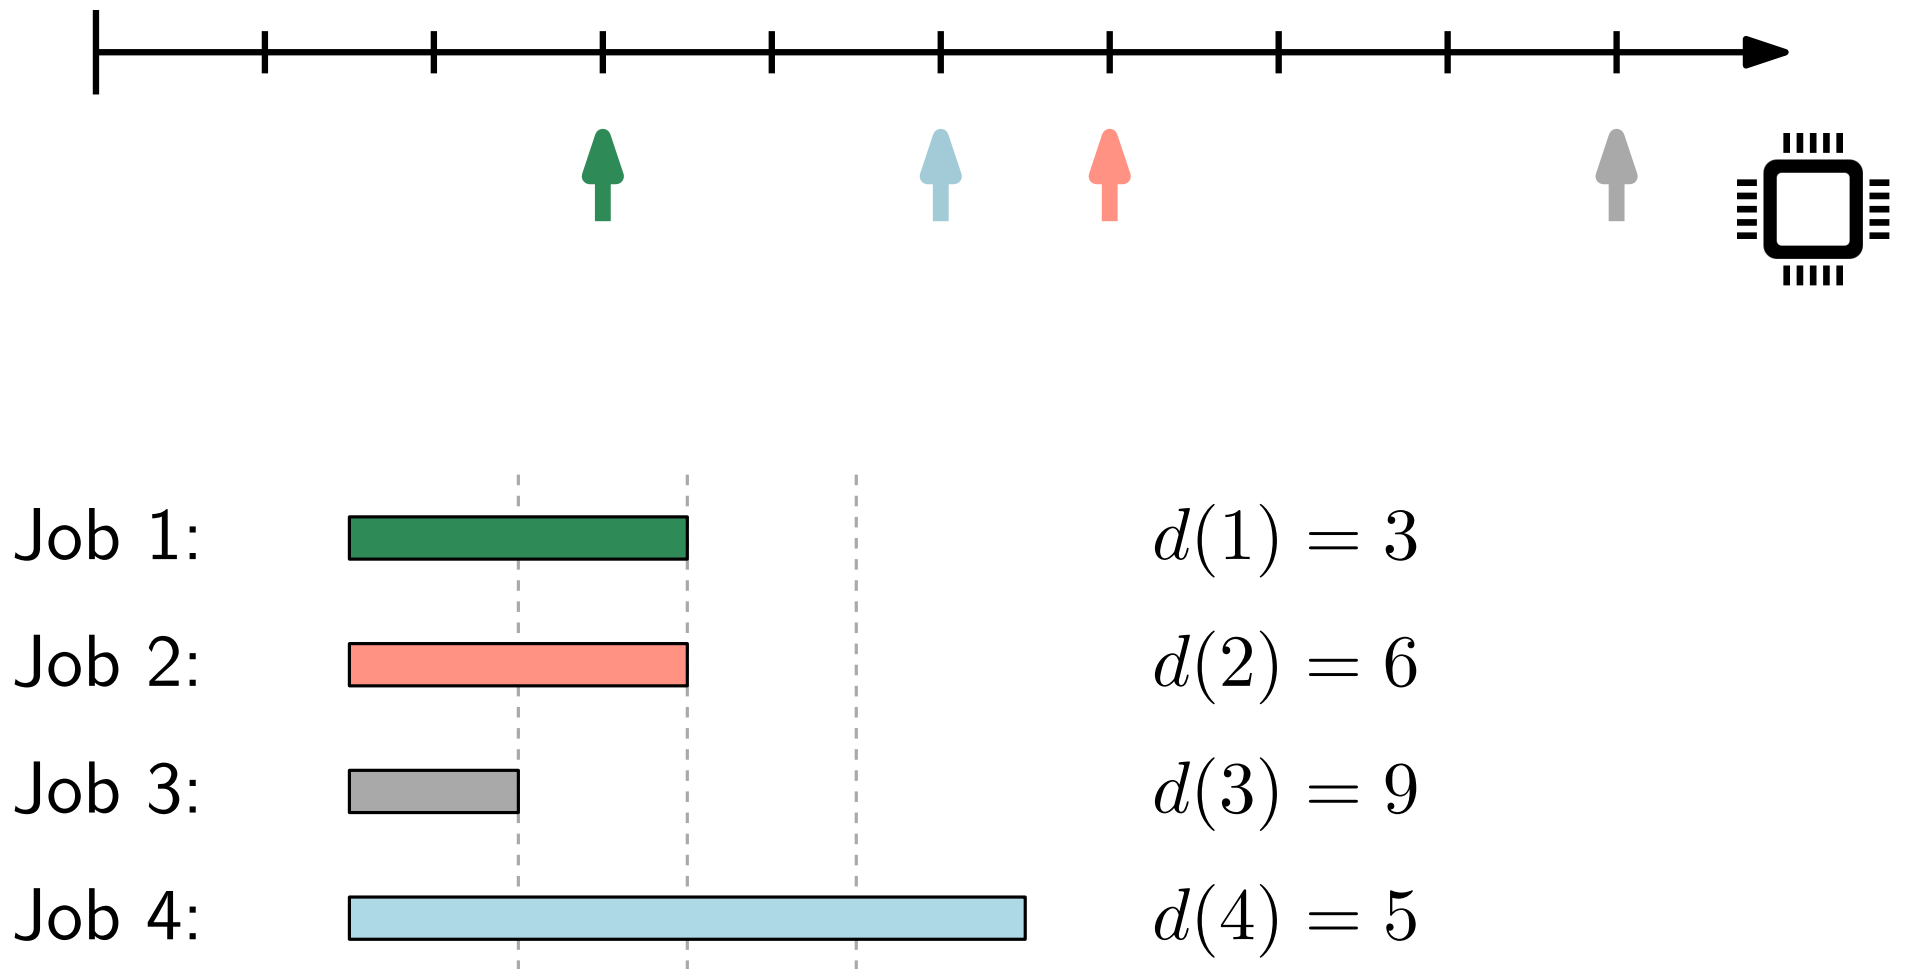 Job 1: d(1) = 3
Job 2: d(2) = 6
Job 3: d(3) = 9
Job 4: d(4) = 5